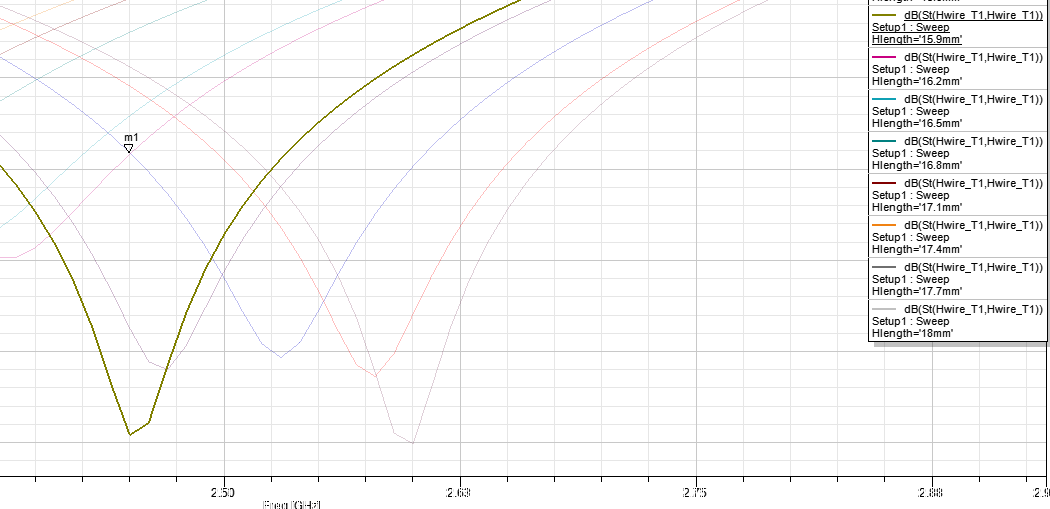 dB(St(Hwire_T1,Hwire_T1))
Setup1 : Sweep
Hlength='15.9mm'
dB(St(Hwire_T1,Hwire_T1))
Setup1 : Sweep
Hlength='16.2mm'
dB(St(Hwire_T1,Hwire_T1))
Setup1 : Sweep
Hlength='16.5mm'
dB(St(Hwire_T1,Hwire_T1))
Setup1 : Sweep
Hlength='16.8mm'
dB(St(Hwire_T1,Hwire_T1))
Setup1 : Sweep
Hlength='17.1mm'
dB(St(Hwire_T1,Hwire_T1))
Setup1 : Sweep
Hlength='17.4mm'
dB(St(Hwire_T1,Hwire_T1))
Setup1 : Sweep
Hlength='17.7mm'
dB(St(Hwire_T1,Hwire_T1))
Setup1 : Sweep
Hlength='18mm'
m1
2.50 2.63 2.75 2.88
Freq [GHz]